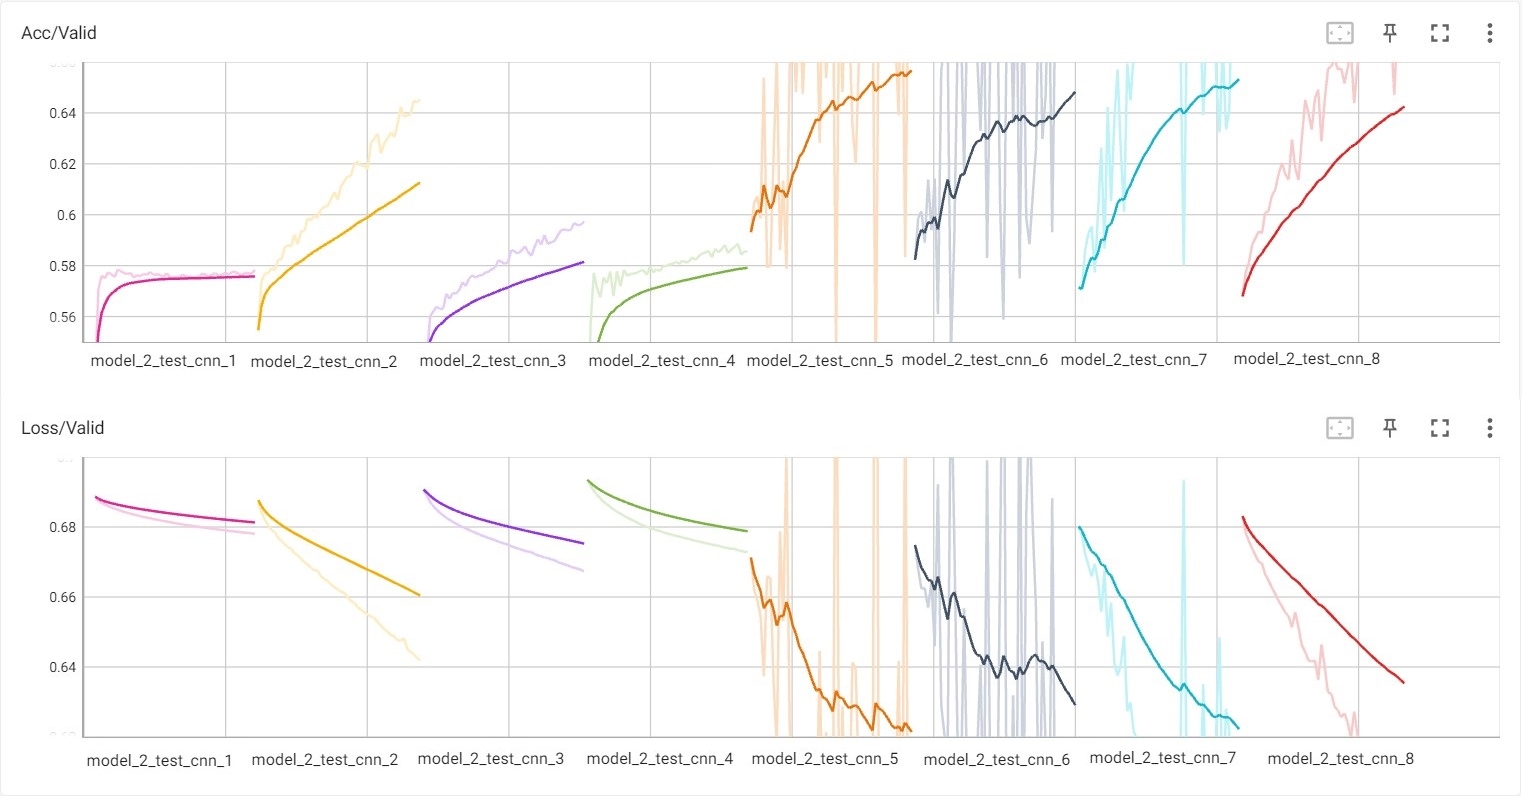 Acc/Valid
0.64
0.62
0.6
0.58
0.56
model_2_test_cnn_1 model_2_test_cnn_2 model_2_test_cnn_3 model_2_test_cnn_4 model_2_test_cnn_5 model_2_test_cnn_6 model_2_test_cnn_7 model_2_test_cnn_8
Loss/Valid
0.68
0.66
0.64
model_2_test_cnn_1 model_2_test_cnn_2 model_2_test_cnn_3 model_2_test_cnn_4 model_2_test_cnn_5 model_2_test_cnn_6 model_2_test_cnn_7 model_2_test_cnn_8